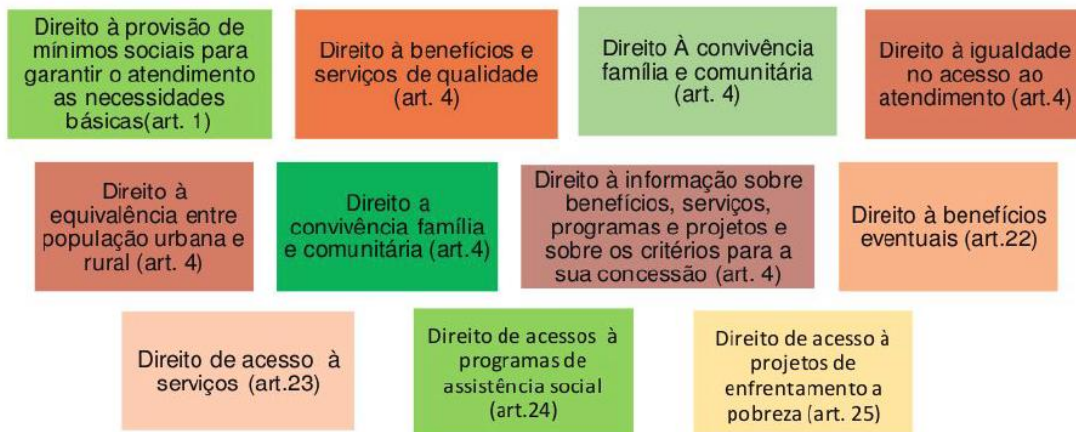 Direito à provisão de
mínimos sociais para
garantir o atendimento
as necessidades
básicas(art. 1)
Direito à benefícios e
serviços de qualidade
(art. 4)
Direito À convivência
família e comunitária
(art. 4)
Direito à igualdade
no acesso ao
atendimento (art.4)
Direito à
equivalência entre
população urbana e
rural (art. 4)
Direito a
convivência família
e comunitária (art.4)
Direito à informação sobre
benefícios, serviços,
programas e projetos e
sobre os critérios para a
sua concessão (art. 4)
Direito à benefícios
eventuais (art.22)
Direito de acesso à
serviços (art.23)
Direito de acessos à
programas de
assistência social
(art.24)
Direito de acesso à
projetos de
enfrentamento a
pobreza (art. 25)